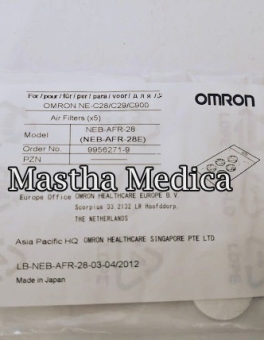 For / pour / für / per / para / voor / для / ل
OMRON NE-C28/C29/C900
Air Filters (x5)
OMRON
Model
NEB-AFR-28
(NEB-AFR-28E)
Order No.
9956271-9
PZN
Mastha Medica
Europe Office OMRON HEALTHCARE EUROPE B.V.
Scorpius 33, 2132 LR Hoofddorp,
THE NETHERLANDS
Asia Pacific HQ OMRON HEALTHCARE SINGAPORE PTE LTD
LB-NEB-AFR-28-03-04/2012
Made in Japan